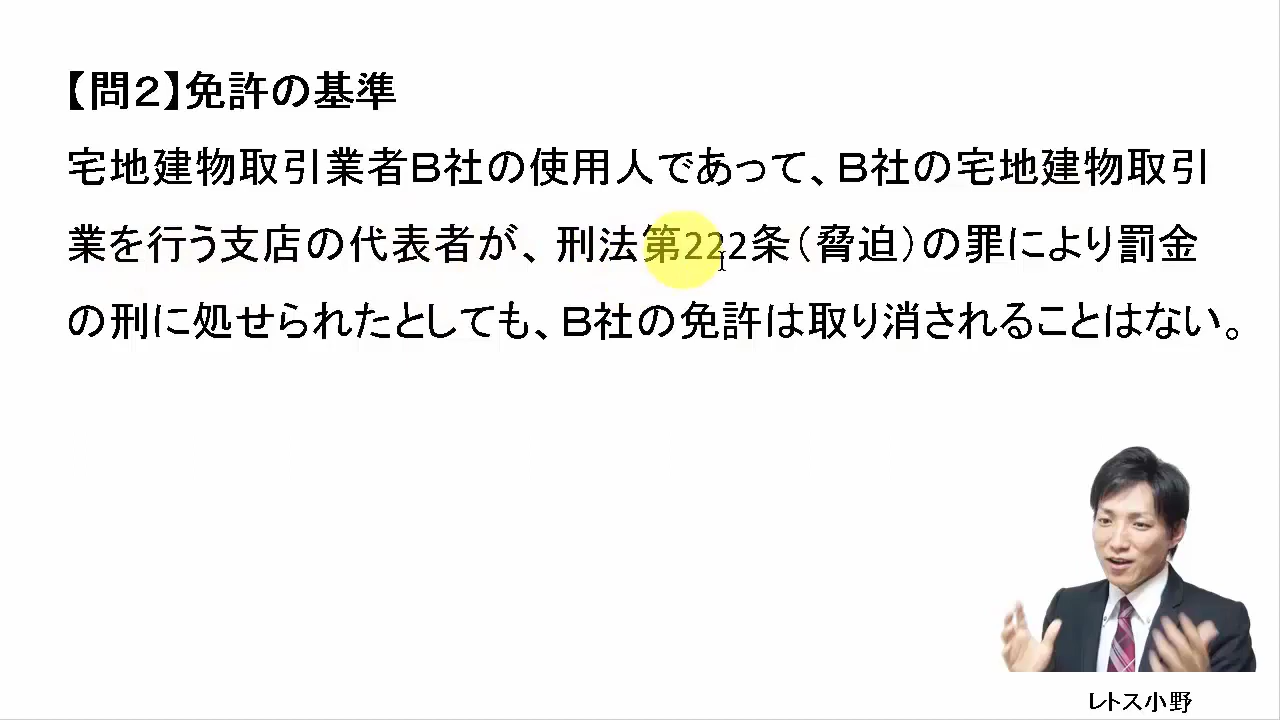 【問2】免許の基準
宅地建物取引業者B社の使用人であって、B社の宅地建物取引
業を行う支店の代表者が、刑法第222条(脅迫)の罪により罰金
の刑に処せられたとしても、B社の免許は取り消されることはない。
レトス小野